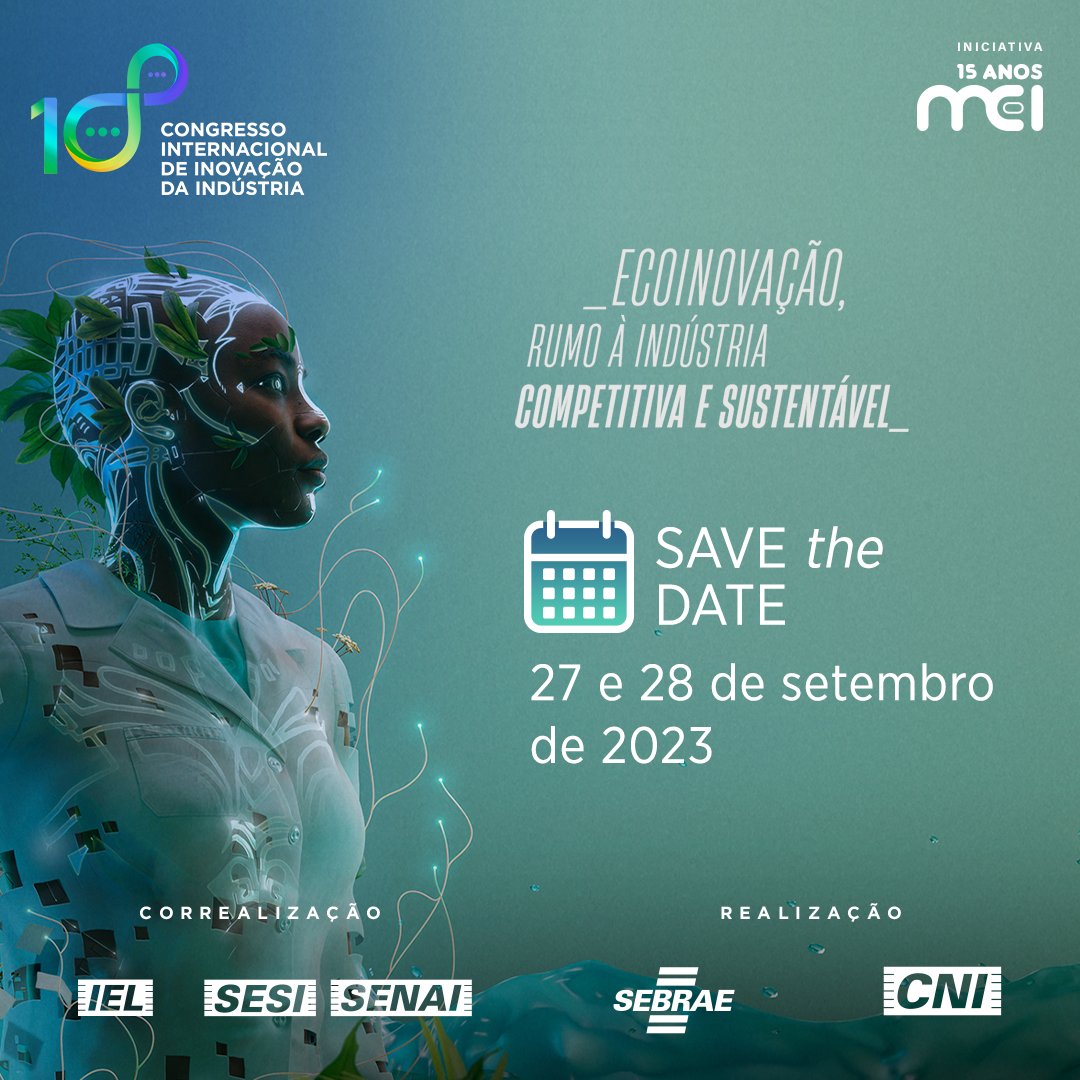 10º
CONGRESSO
INTERNACIONAL
DE INOVAÇÃO
DA INDÚSTRIA
INICIATIVA
15 ANOS
MEI
_ECOINOVAÇÃO,
RUMO À INDÚSTRIA
COMPETITIVA E SUSTENTÁVEL_
SAVE the
DATE
27 e 28 de setembro
de 2023
CORREALIZAÇÃO
IEL SESI SENAI
REALIZAÇÃO
SEBRAE CNI